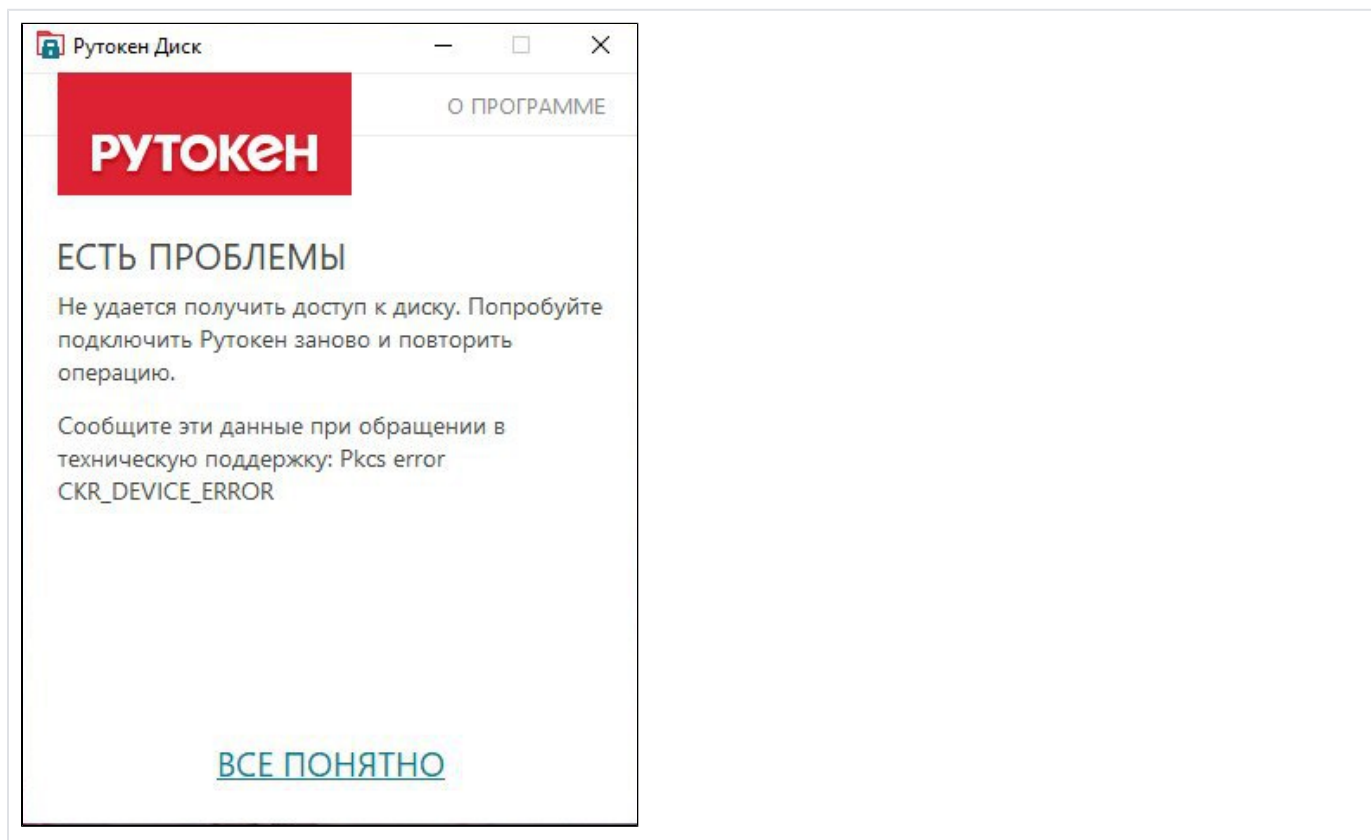 Рутокен Диск
О ПРОГРАММЕ
РУТОКЕН
ЕСТЬ ПРОБЛЕМЫ
Не удается получить доступ к диску. Попробуйте
подключить Рутокен заново и повторить
операцию.
Сообщите эти данные при обращении в
техническую поддержку: Pkcs error
CKR_DEVICE_ERROR
ВСЕ ПОНЯТНО